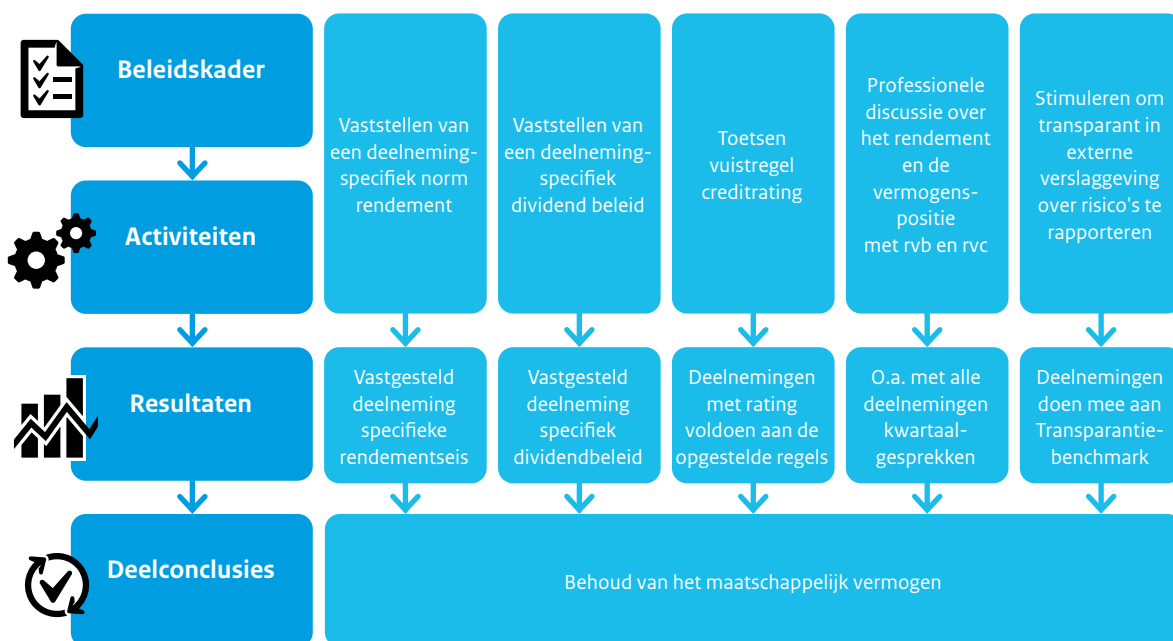 Beleidskader
Activiteiten
Vaststellen van
een deelneming-
specifiek norm
rendement
Vaststellen van
een deelneming-
specifiek
dividend beleid
Toetsen
vuistregel
creditrating
Professionele
discussie over
het rendement
en de
vermogens-
positie
met rvb en rvc
Stimuleren om
transparant in
externe
verslaggeving
over risico's te
rapporteren
Resultaten
Vastgesteld
deelneming
specifieke
rendementseis
Vastgesteld
deelneming
specifiek
dividendbeleid
Deelnemingen
met rating
voldoen aan de
opgestelde regels
O.a. met alle
deelnemingen
kwartaal-
gesprekken
Deelnemingen
doen mee aan
Transparantie-
benchmark
Deelconclusies
Behoud van het maatschappelijk vermogen